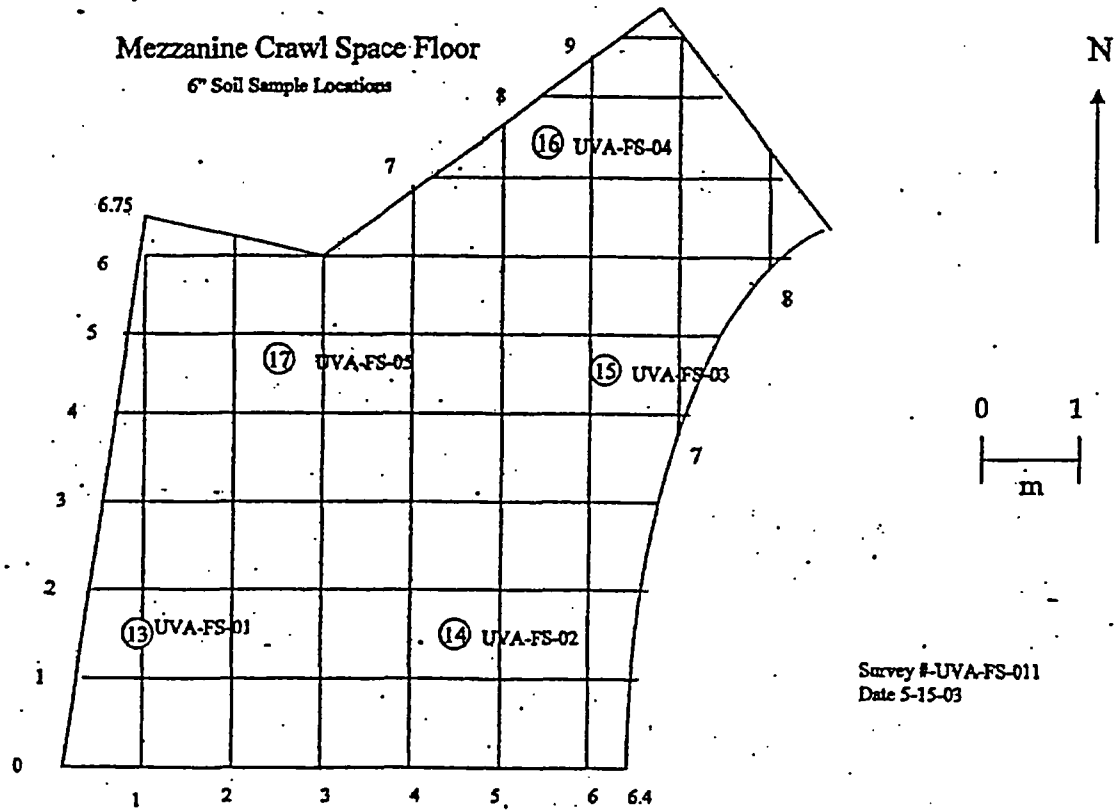 Mezzanine Crawl Space Floor
6" Soil Sample Locations
N
9
8
7
16 UVA-FS-04
6.75
6
8
5
17 UVA-FS-05
15 UVA-FS-03
4
0 1
7
m
3
2
13 UVA-FS-01
14 UVA-FS-02
1
Survey #-UVA-FS-011
Date 5-15-03
0
1 2 3 4 5 6 6.4